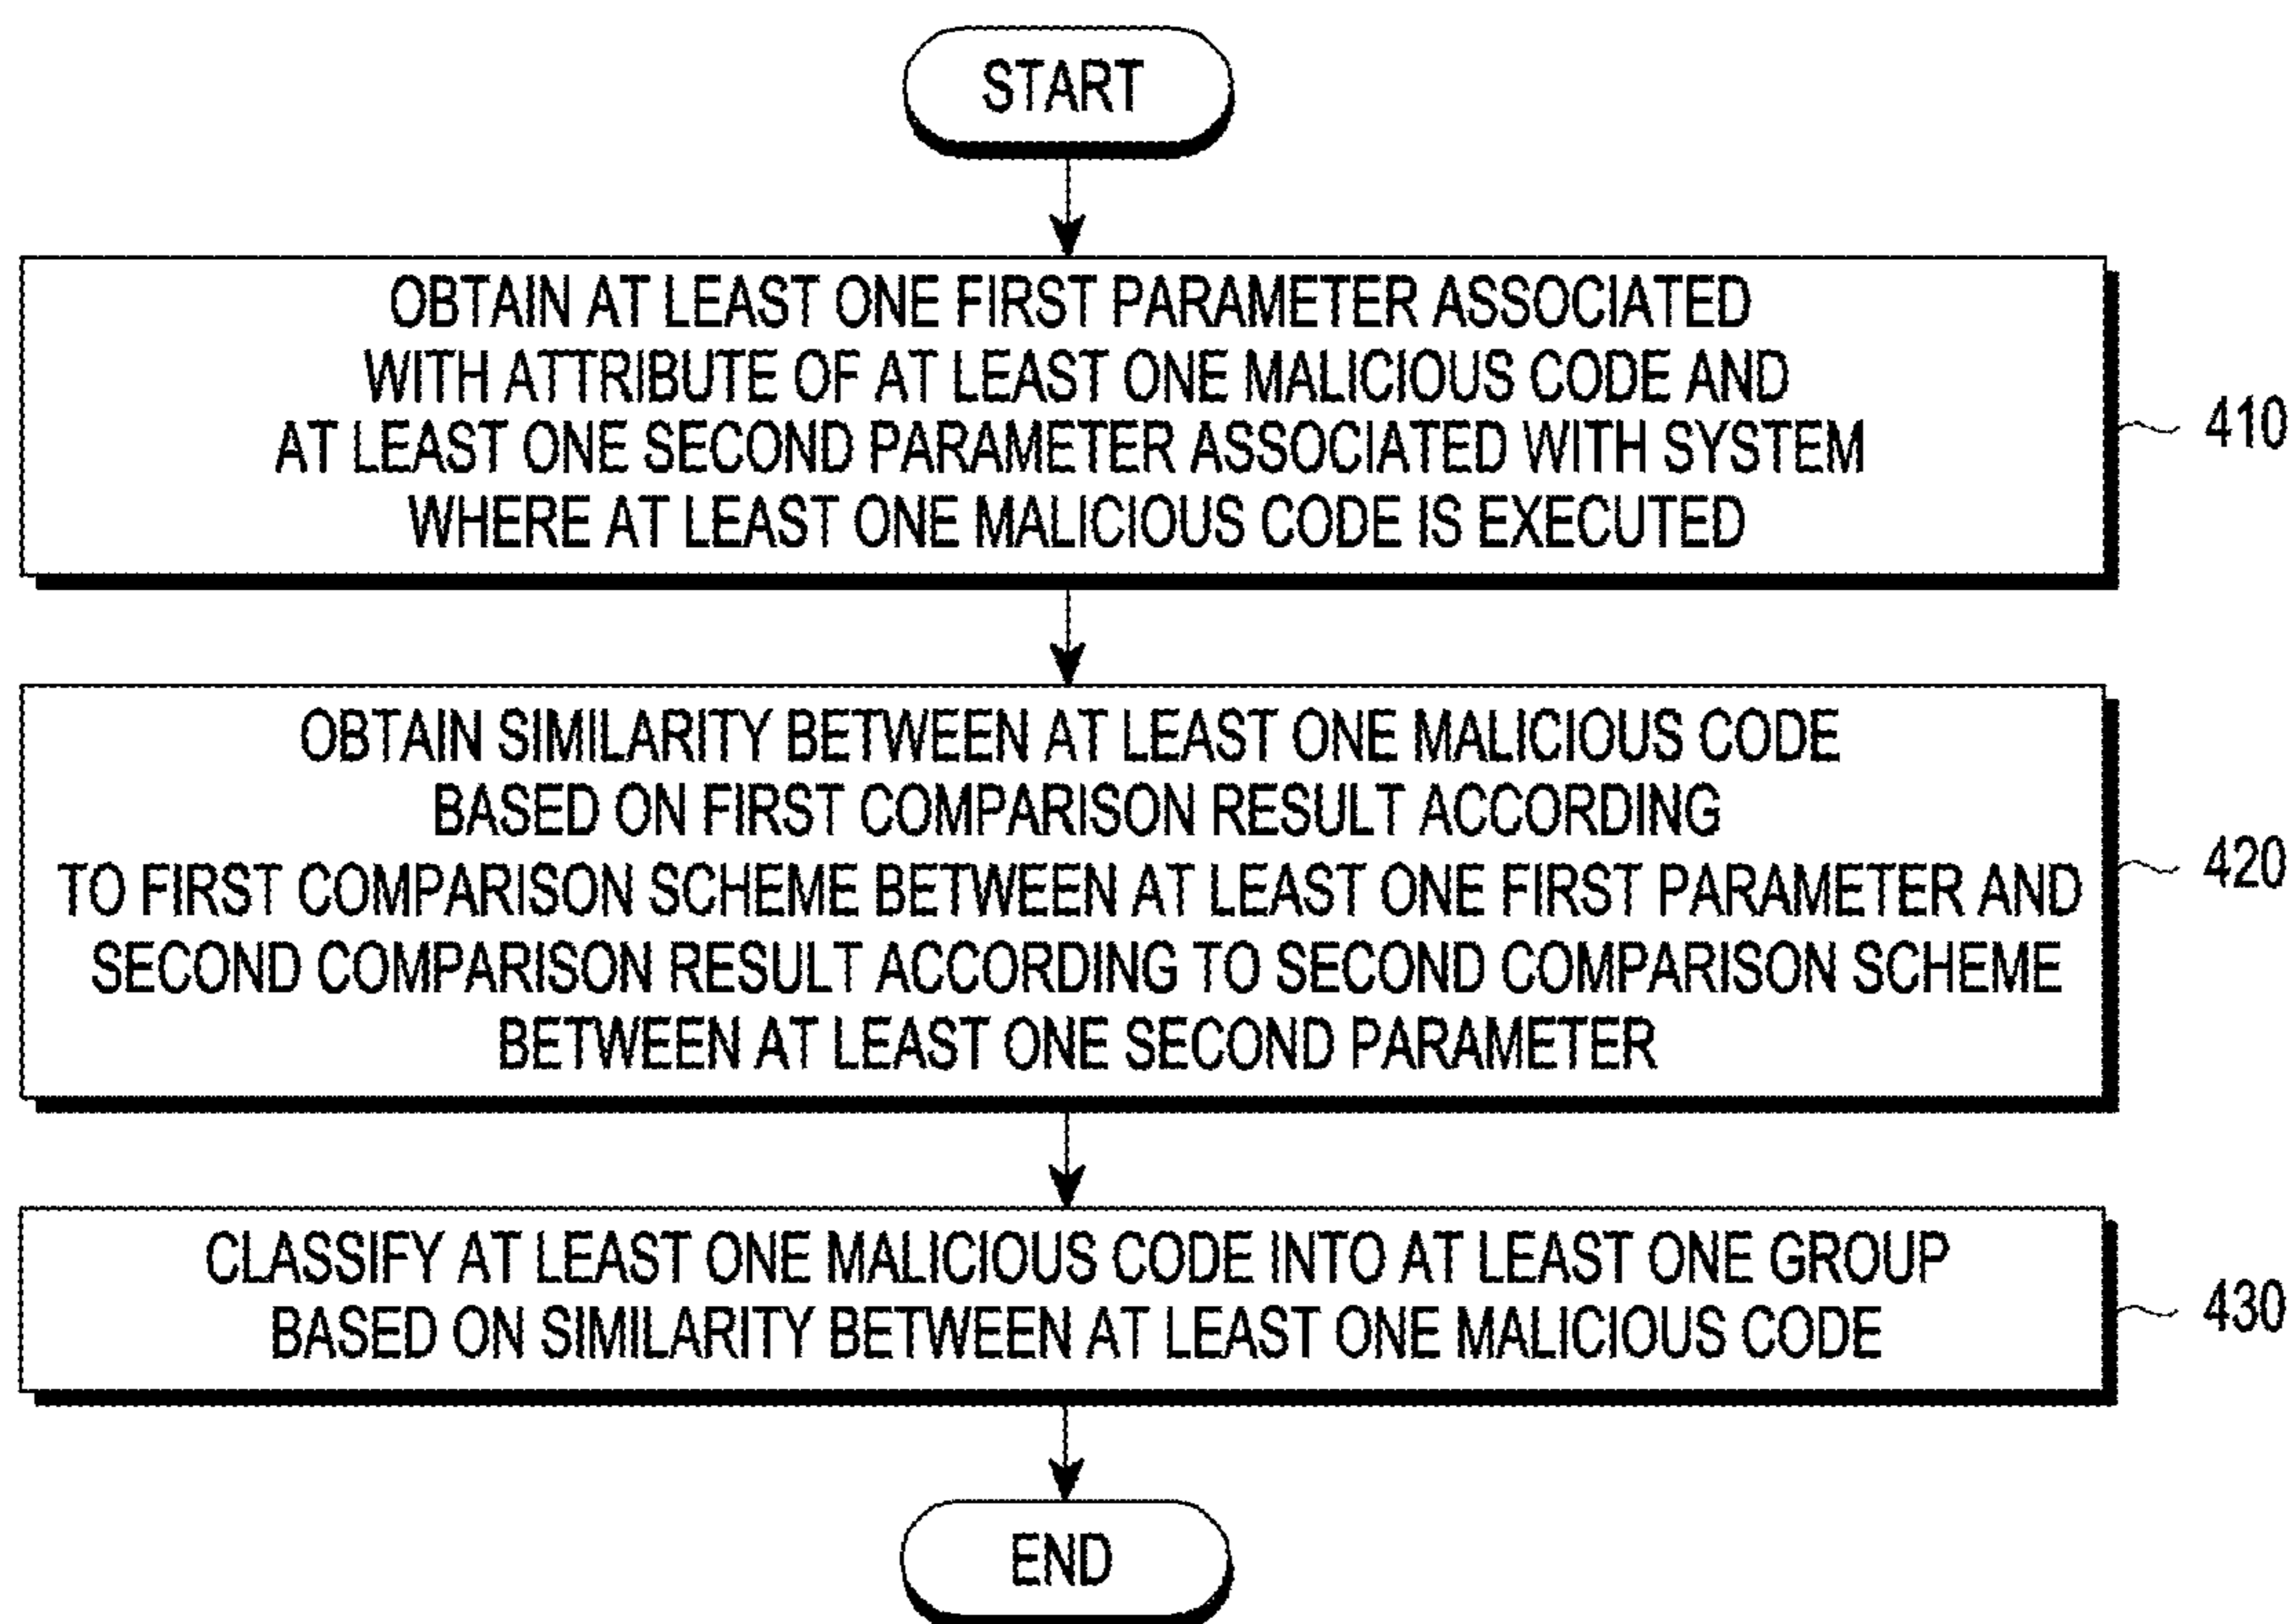 START
OBTAIN AT LEAST ONE FIRST PARAMETER ASSOCIATED
WITH ATTRIBUTE OF AT LEAST ONE MALICIOUS CODE AND
AT LEAST ONE SECOND PARAMETER ASSOCIATED WITH SYSTEM
WHERE AT LEAST ONE MALICIOUS CODE IS EXECUTED
410
OBTAIN SIMILARITY BETWEEN AT LEAST ONE MALICIOUS CODE
BASED ON FIRST COMPARISON RESULT ACCORDING
TO FIRST COMPARISON SCHEME BETWEEN AT LEAST ONE FIRST PARAMETER AND
SECOND COMPARISON RESULT ACCORDING TO SECOND COMPARISON SCHEME
BETWEEN AT LEAST ONE SECOND PARAMETER
420
CLASSIFY AT LEAST ONE MALICIOUS CODE INTO AT LEAST ONE GROUP
BASED ON SIMILARITY BETWEEN AT LEAST ONE MALICIOUS CODE
430
END